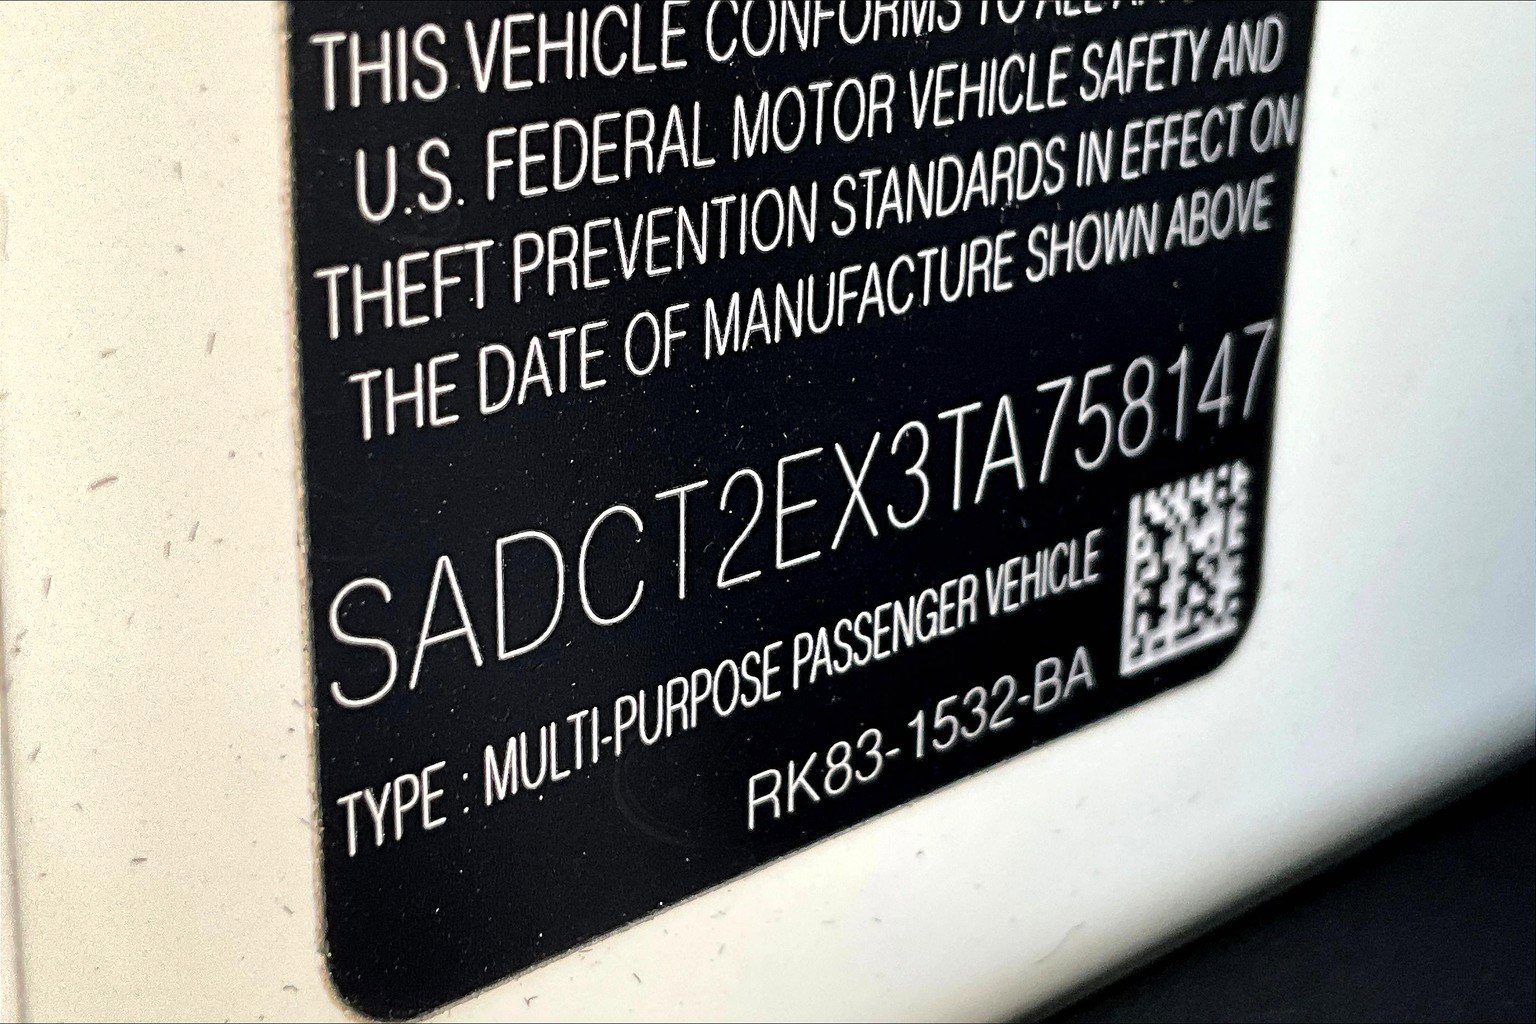 THIS VEHICLE CONFORMS TO ALL
U.S. FEDERAL MOTOR VEHICLE SAFETY AND
THEFT PREVENTION STANDARDS IN EFFECT ON
THE DATE OF MANUFACTURE SHOWN ABOVE
SADCT2EX3TA758147
TYPE : MULTI-PURPOSE PASSENGER VEHICLE
RK83-1532-BA